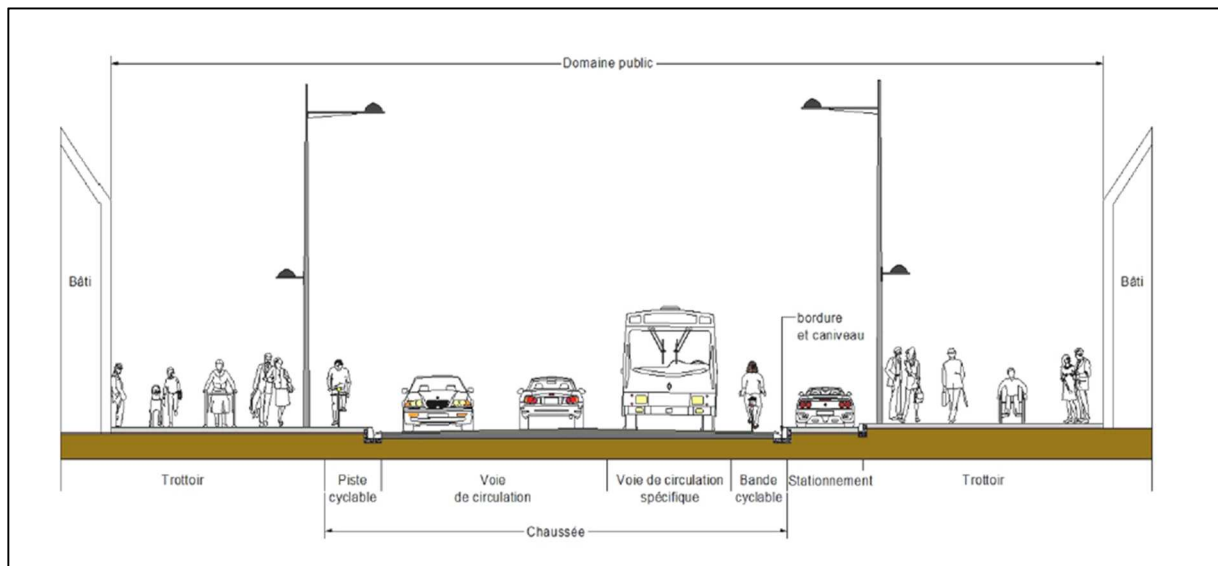 Domaine public
Bâti
Bâti
bordure
et caniveau
Trottoir
Piste
cyclable
Voie
de circulation
Voie de circulation
spécifique
Bande
cyclable
Stationnement
Trottoir
Chaussée